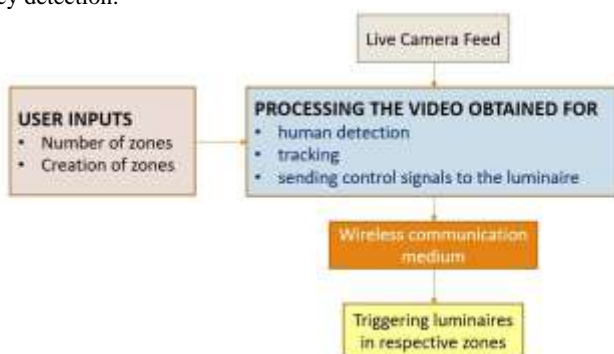 ey detection.
Live Camera Feed
USER INPUTS
• Number of zones
• Creation of zones
PROCESSING THE VIDEO OBTAINED FOR
• human detection
• tracking
• sending control signals to the luminaire
Wireless communication
medium
Triggering luminaires
in respective zones